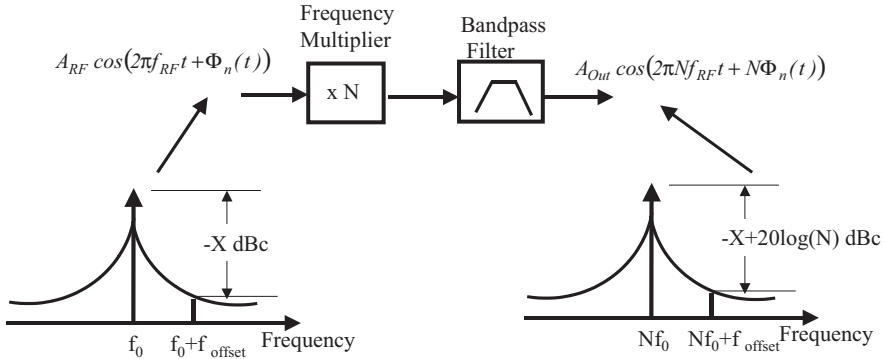 Frequency
Multiplier
Bandpass
Filter
A_RF cos(2πf_RF t+Φ_n(t))
x N
A_Out cos(2πNf_RF t+NΦ_n(t))
-X dBc
-X+20log(N) dBc
f_0
f_0+f_offset
Frequency
Nf_0
Nf_0+f_offset
Frequency